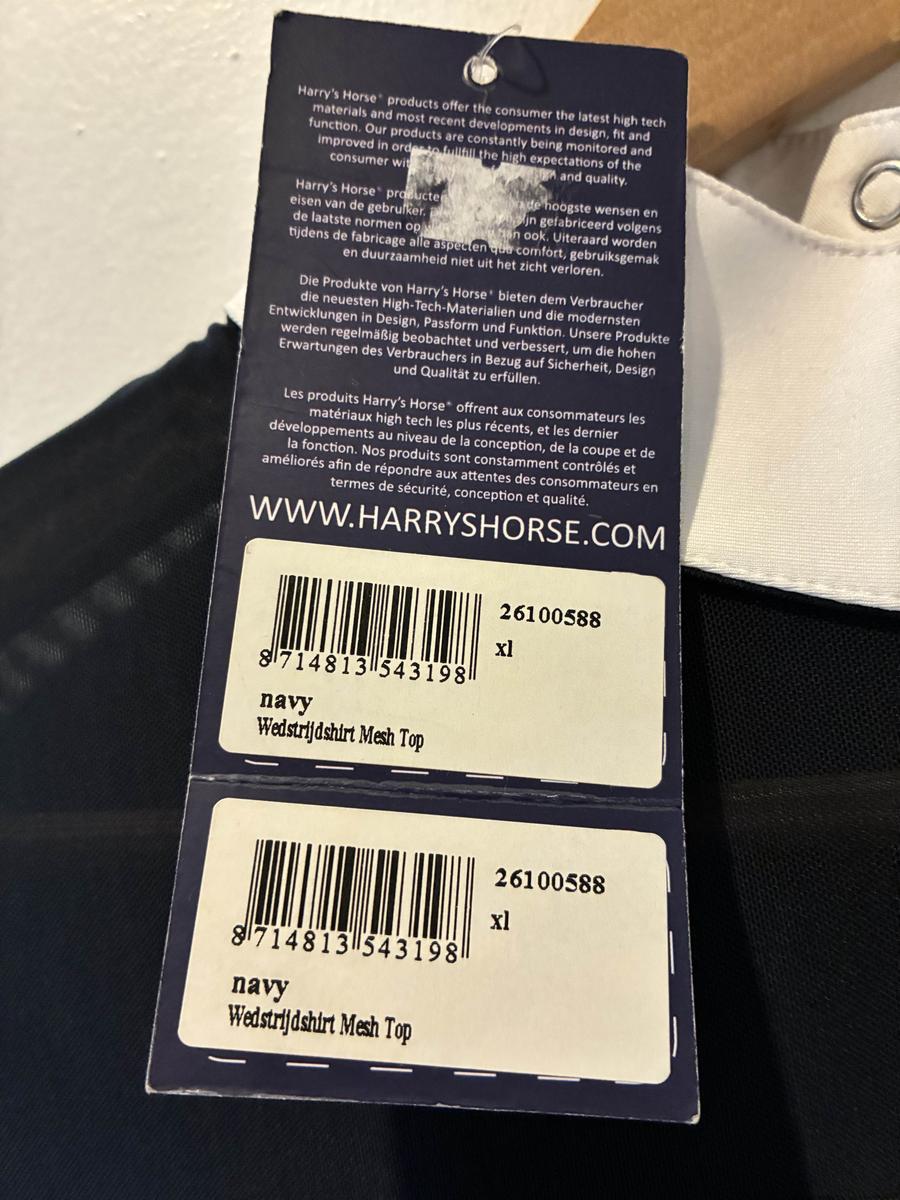 Harry's Horse® products offer the consumer the latest high tech
materials and most recent developments in design, fit and
function. Our products are constantly being monitored and
improved in order to fullfill the high expectations of the
consumer and quality.
Harry's Horse® de hoogste wensen en
eisen van de gebruiker. gefabriceerd volgens
de laatste normen op ook. Uiteraard worden
tijdens de fabricage alle aspecten qua comfort, gebruiksgemak
en duurzaamheid niet uit het zicht verloren.
Die Produkte von Harry's Horse® bieten dem Verbraucher
die neuesten High-Tech-Materialien und die modernsten
Entwicklungen in Design, Passform und Funktion. Unsere Produkte
werden regelmäßig beobachtet und verbessert, um die hohen
Erwartungen des Verbrauchers in Bezug auf Sicherheit, Design
und Qualität zu erfüllen.
Les produits Harry's Horse® offrent aux consommateurs les
matériaux high tech les plus récents, et les dernier
développements au niveau de la conception, de la coupe et de
la fonction. Nos produits sont constamment contrôlés et
améliorés afin de répondre aux attentes des consommateurs en
termes de sécurité, conception et qualité.
WWW.HARRYSHORSE.COM
26100588
xl
8 714813 543198
navy
Wedstrijdshirt Mesh Top
26100588
xl
8 714813 543198
navy
Wedstrijdshirt Mesh Top